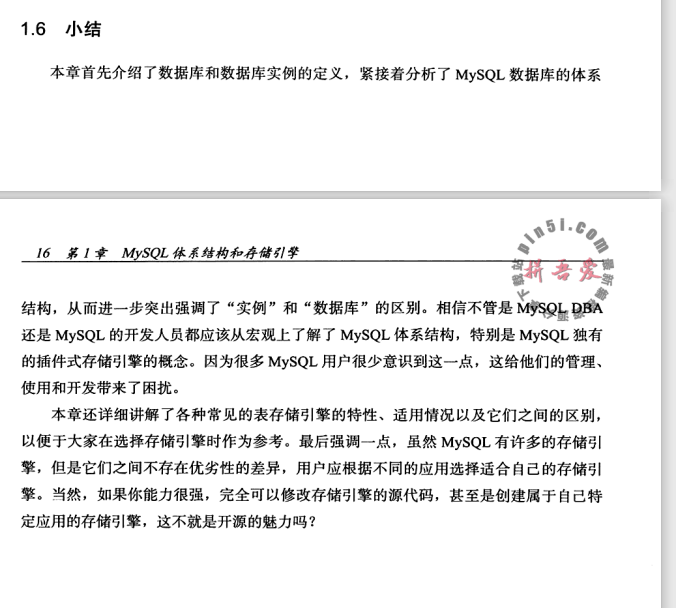 1.6 小结
本章首先介绍了数据库和数据库实例的定义，紧接着分析了 MySQL 数据库的体系
16 第1章 MySQL 体系结构和存储引擎
pin5i.com
拼吾爱
结构，从而进一步突出强调了“实例”和“数据库”的区别。相信不管是 MySQL DBA
还是 MySQL 的开发人员都应该从宏观上了解了 MySQL 体系结构，特别是 MySQL 独有
的插件式存储引擎的概念。因为很多 MySQL 用户很少意识到这一点，这给他们的管理、
使用和开发带来了困扰。
本章还详细讲解了各种常见的表存储引擎的特性、适用情况以及它们之间的区别，
以便于大家在选择存储引擎时作为参考。最后强调一点，虽然 MySQL 有许多的存储引
擎，但是它们之间不存在优劣性的差异，用户应根据不同的应用选择适合自己的存储引
擎。当然，如果你能力很强，完全可以修改存储引擎的源代码，甚至是创建属于自己特
定应用的存储引擎，这不就是开源的魅力吗？